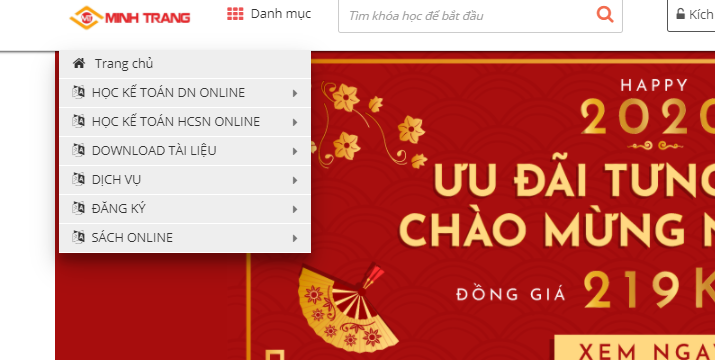 MT MINH TRANG
Danh mục
Tìm khóa học để bắt đầu
Kích
Trang chủ
HỌC KẾ TOÁN DN ONLINE
HỌC KẾ TOÁN HCSN ONLINE
DOWNLOAD TÀI LIỆU
DỊCH VỤ
ĐĂNG KÝ
SÁCH ONLINE
HAPPY
2020
ƯU ĐÃI TƯNG
CHÀO MỪNG N
ĐỒNG GIÁ 219K
XEM NGAY